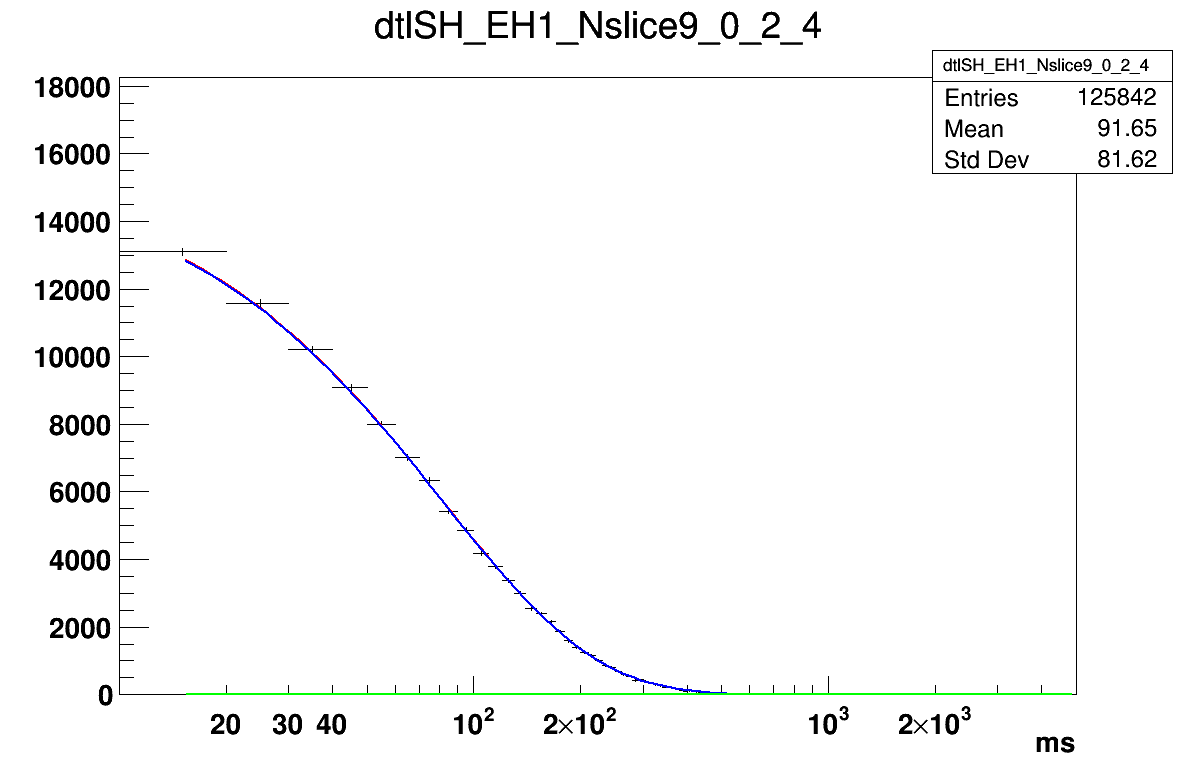 dtlSH_EH1_Nslice9_0_2_4
dtlSH_EH1_Nslice9_0_2_4
Entries 125842
Mean 91.65
Std Dev 81.62
18000
16000
14000
12000
10000
8000
6000
4000
2000
0
20 30 40 10² 2×10² 10³ 2×10³
ms